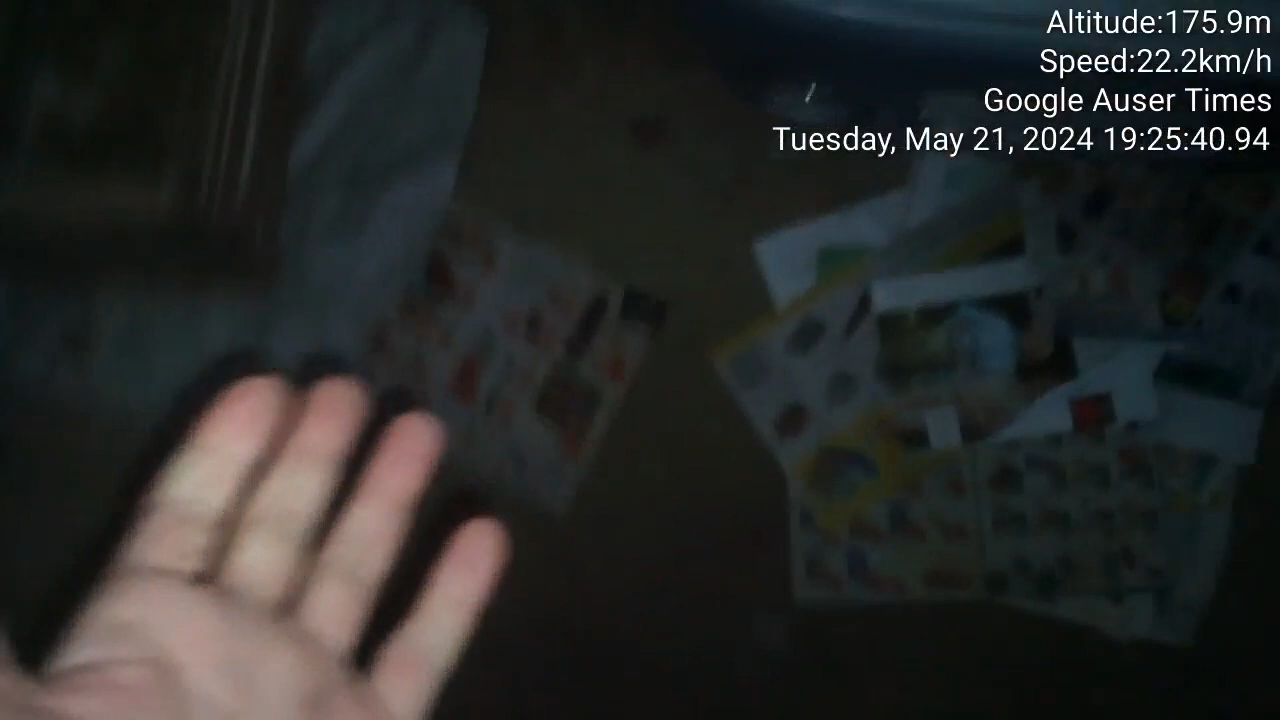 Altitude:175.9m
Speed:22.2km/h
Google Auser Times
Tuesday, May 21, 2024 19:25:40.94